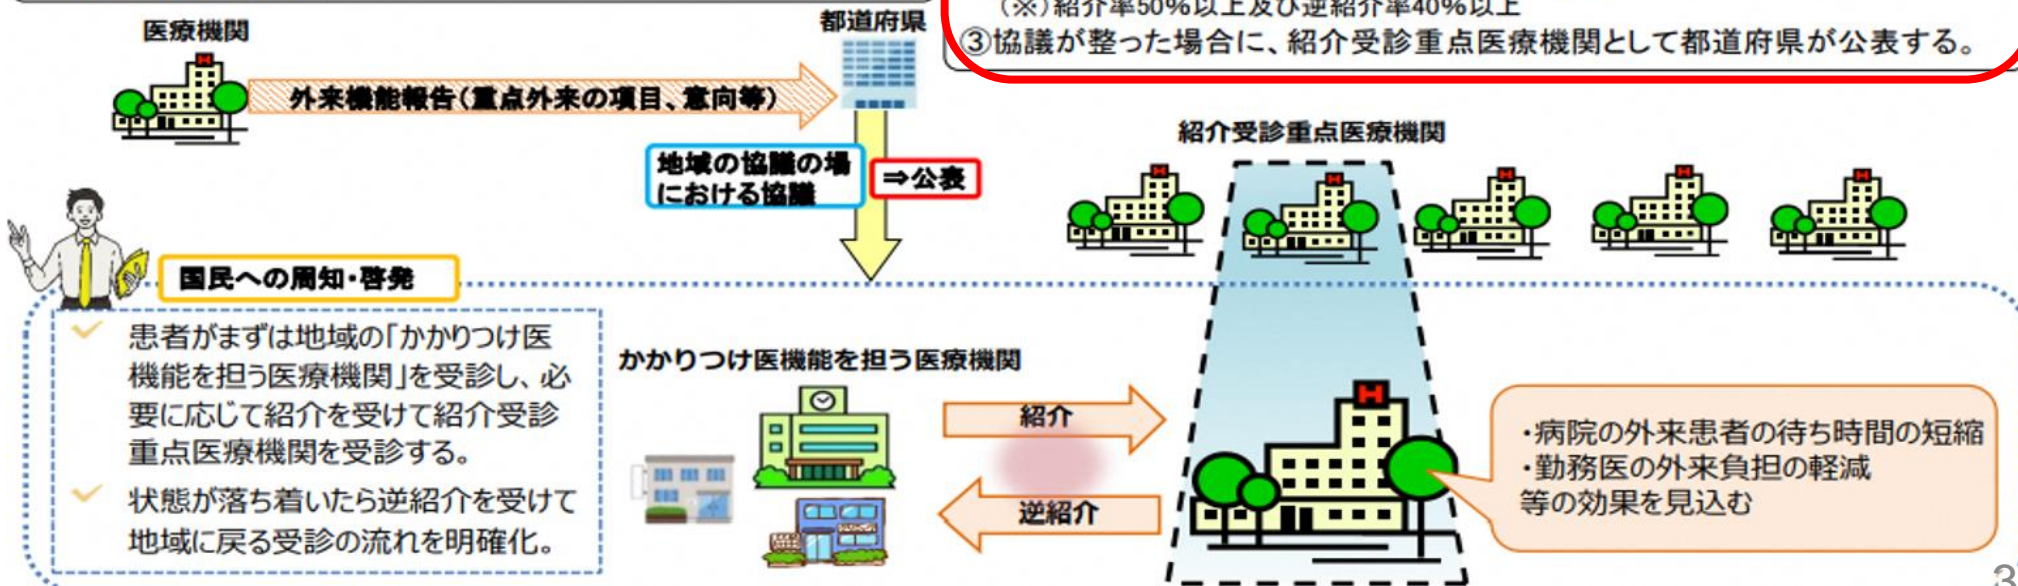 (※)紹介率50%以上及び逆紹介率40%以上
③協議が整った場合に、紹介受診重点医療機関として都道府県が公表する。
医療機関
都道府県
外来機能報告(重点外来の項目、意向等)
地域の協議の場
における協議
⇒公表
紹介受診重点医療機関
H
H
H
H
H
H
国民への周知・啓発
患者がまずは地域の「かかりつけ医
機能を担う医療機関」を受診し、必
要に応じて紹介を受けて紹介受診
重点医療機関を受診する。
状態が落ち着いたら逆紹介を受けて
地域に戻る受診の流れを明確化。
かかりつけ医機能を担う医療機関
紹介
逆紹介
H
・病院の外来患者の待ち時間の短縮
・勤務医の外来負担の軽減
等の効果を見込む